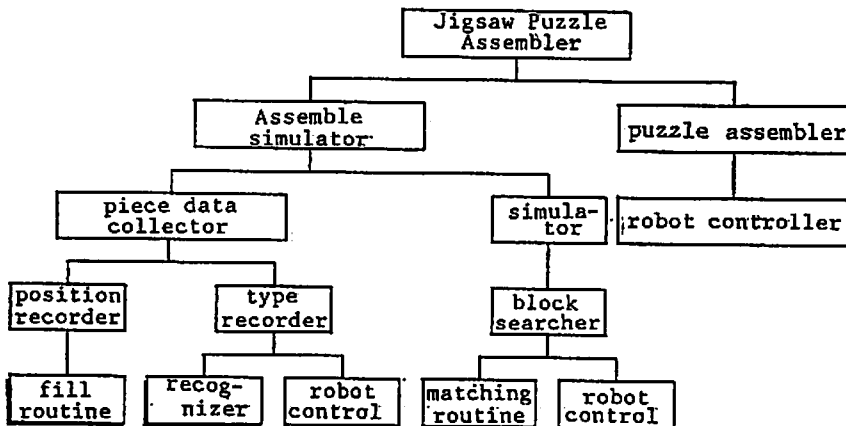 Jigsaw Puzzle
Assembler
Assemble
simulator
puzzle assembler
piece data
collector
simula-
tor
robot controller
position
recorder
type
recorder
block
searcher
fill
routine
recog-
nizer
robot
control
matching
routine
robot
control